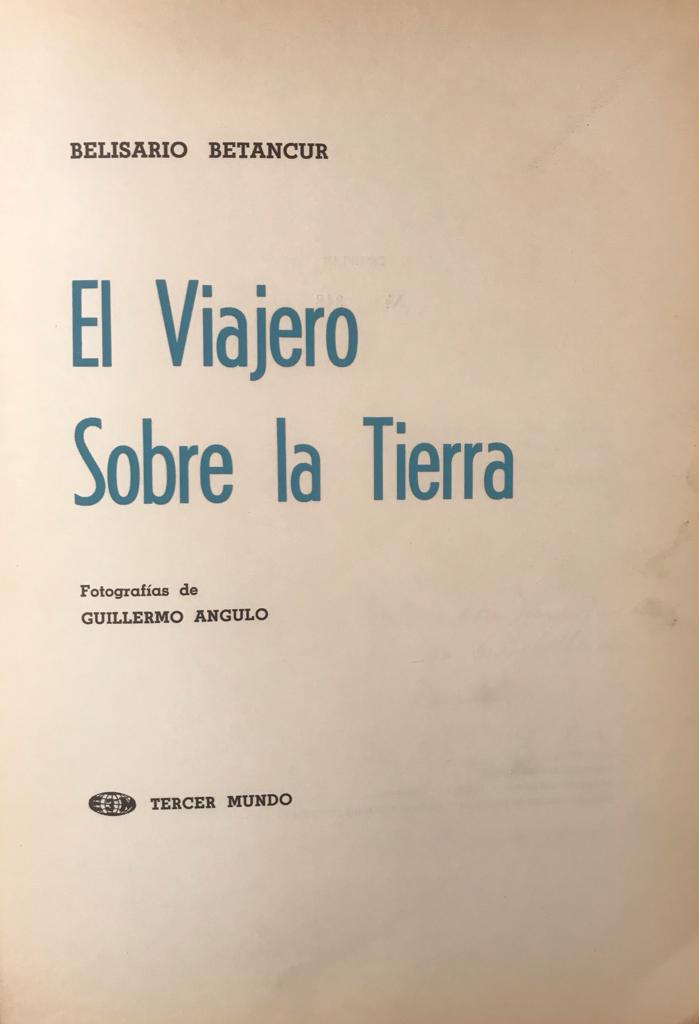 BELISARIO BETANCUR
El Viajero
Sobre la Tierra
Fotografías de
GUILLERMO ANGULO
TERCER MUNDO